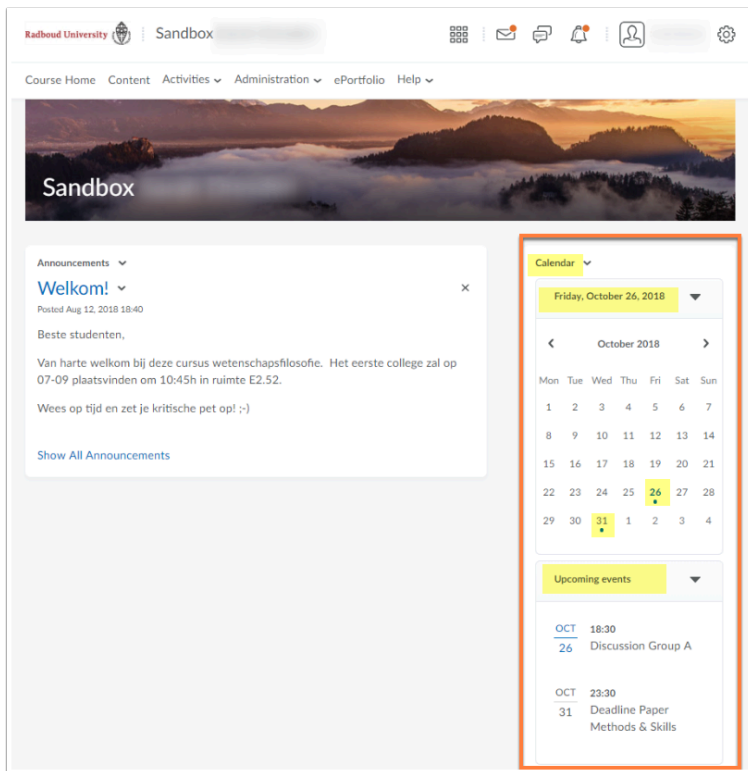 Radboud University
Sandbox
Course Home Content Activities Administration ePortfolio Help
Sandbox
Announcements
Welkom!
Posted Aug 12, 2018 18:40
Beste studenten,
Van harte welkom bij deze cursus wetenschapsfilosofie. Het eerste college zal op
07-09 plaatsvinden om 10:45h in ruimte E2.52.
Wees op tijd en zet je kritische pet op! ;-)
Show All Announcements
Calendar
Friday, October 26, 2018
October 2018
Mon Tue Wed Thu Fri Sat Sun
1 2 3 4 5 6 7
8 9 10 11 12 13 14
15 16 17 18 19 20 21
22 23 24 25 26 27 28
29 30 31 1 2 3 4
Upcoming events
OCT 18:30
26 Discussion Group A
OCT 23:30
31 Deadline Paper
Methods & Skills